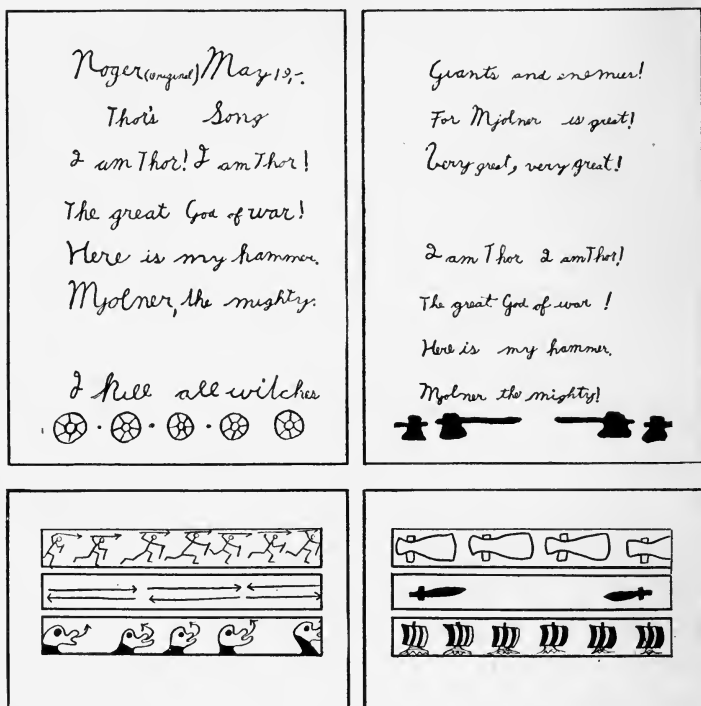 Roger (original) May 19,-.
Thor's Song
I am Thor! I am Thor!
The great God of war!
Here is my hammer.
Mjolner, the mighty.
I kill all witches
Giants and enemies!
For Mjolner is great!
Very great, very great!
I am Thor I am Thor!
The great God of war!
Here is my hammer.
Mjolner the mighty!